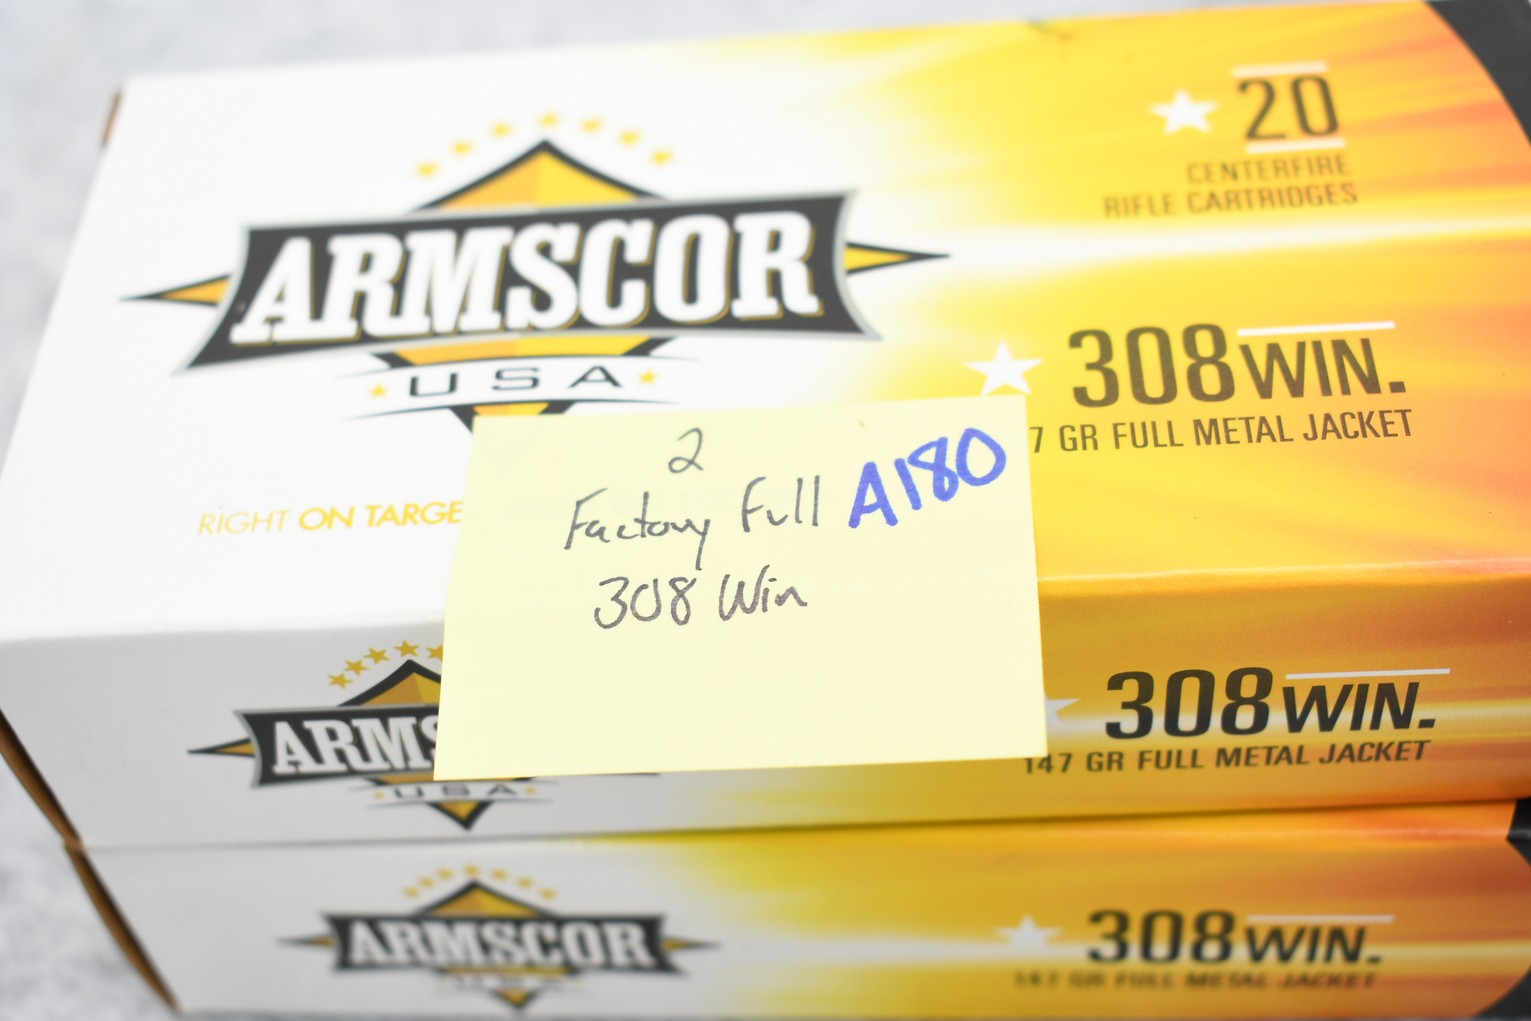 20
CENTERFIRE
RIFLE CARTRIDGES
ARMSCOR
USA
308 WIN.
7 GR FULL METAL JACKET
RIGHT ON TARGE
2
Factory Full A180
308 Win
ARMS
USA
308 WIN.
147 GR FULL METAL JACKET
ARMSCOR
USA
308 WIN.
147 GR FULL METAL JACKET